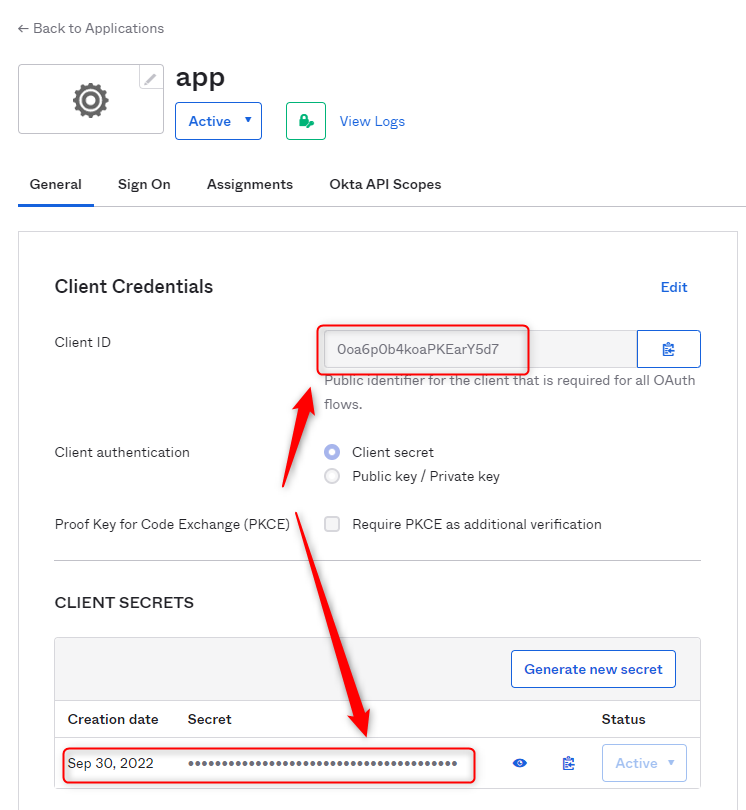 ← Back to Applications
app
Active ▼
View Logs
General Sign On Assignments Okta API Scopes
Client Credentials Edit
Client ID 0oa6p0b4koaPKEarY5d7
Public identifier for the client that is required for all OAuth
flows.
Client authentication Client secret
Public key / Private key
Proof Key for Code Exchange (PKCE) Require PKCE as additional verification
CLIENT SECRETS
Generate new secret
Creation date Secret Status
Sep 30, 2022 •••••••••••••••••••••••••••••••••••••••• Active ▼